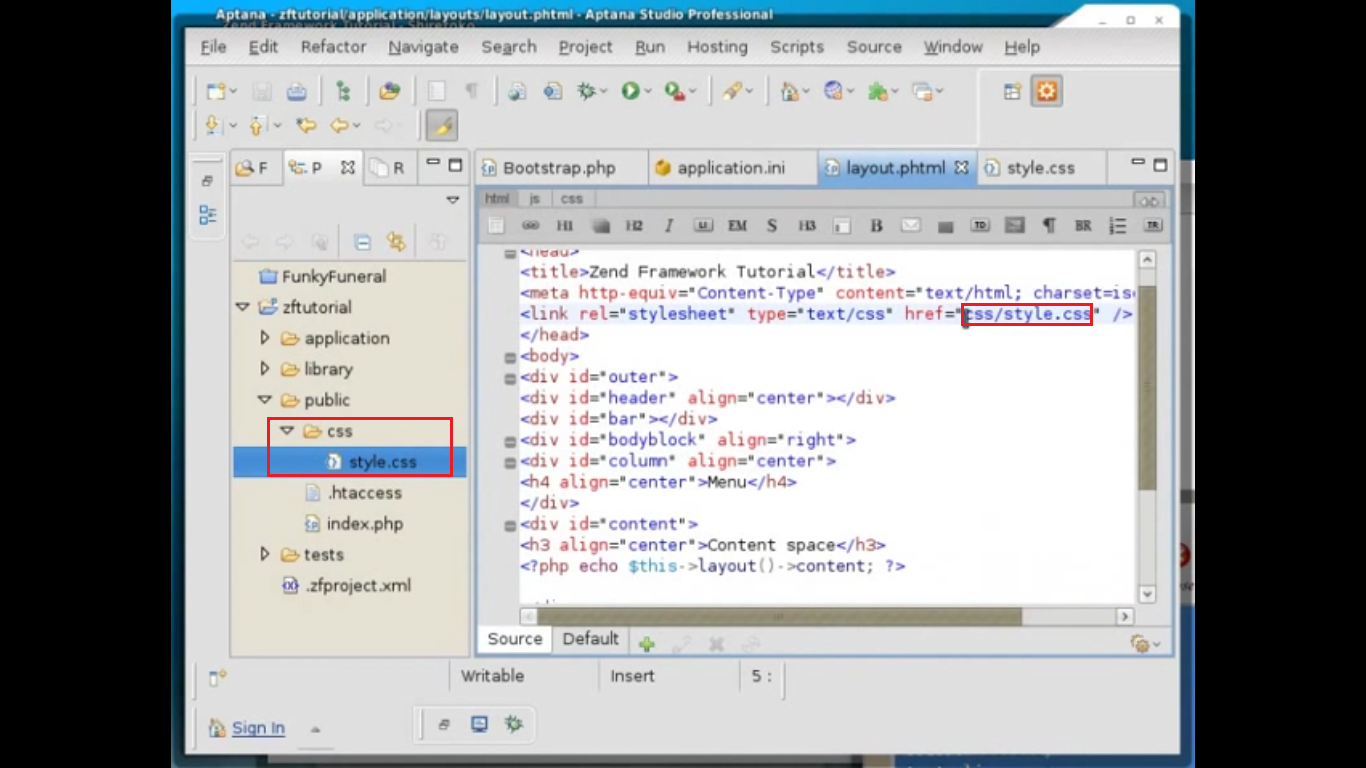 Aptana - zftutorial/application/layouts/layout.phtml - Aptana Studio Professional
File Edit Refactor Navigate Search Project Run Hosting Scripts Source Window Help
F P R
Bootstrap.php application.ini layout.phtml style.css
html js css
H1 H2 I LI EM S H3 B TD ¶ BR TR
FunkyFuneral
zftutorial
application
library
public
css
style.css
.htaccess
index.php
tests
.zfproject.xml
<head>
<title>Zend Framework Tutorial</title>
<meta http-equiv="Content-Type" content="text/html; charset=iso
<link rel="stylesheet" type="text/css" href="css/style.css" />
</head>
<body>
<div id="outer">
<div id="header" align="center"></div>
<div id="bar"></div>
<div id="bodyblock" align="right">
<div id="column" align="center">
<h4 align="center">Menu</h4>
</div>
<div id="content">
<h3 align="center">Content space</h3>
<?php echo $this->layout()->content; ?>
Source Default
Writable Insert 5 :
Sign In